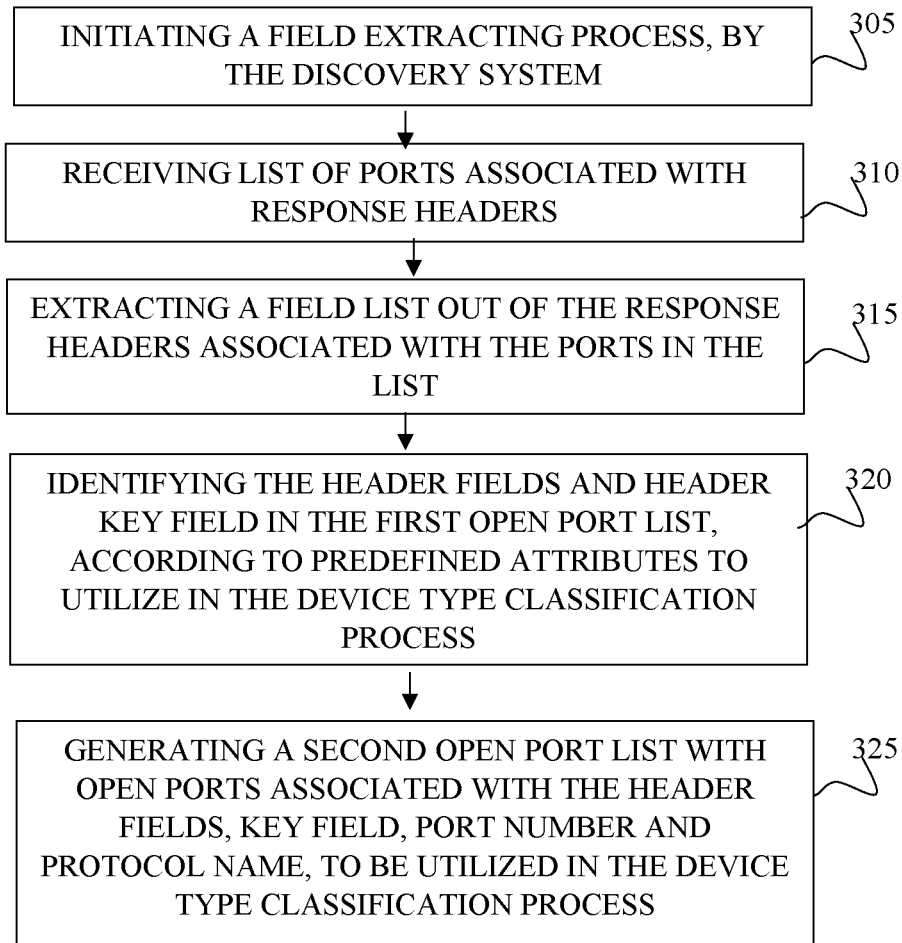 INITIATING A FIELD EXTRACTING PROCESS, BY
THE DISCOVERY SYSTEM
305
RECEIVING LIST OF PORTS ASSOCIATED WITH
RESPONSE HEADERS
310
EXTRACTING A FIELD LIST OUT OF THE RESPONSE
HEADERS ASSOCIATED WITH THE PORTS IN THE
LIST
315
IDENTIFYING THE HEADER FIELDS AND HEADER
KEY FIELD IN THE FIRST OPEN PORT LIST,
ACCORDING TO PREDEFINED ATTRIBUTES TO
UTILIZE IN THE DEVICE TYPE CLASSIFICATION
PROCESS
320
GENERATING A SECOND OPEN PORT LIST WITH
OPEN PORTS ASSOCIATED WITH THE HEADER
FIELDS, KEY FIELD, PORT NUMBER AND
PROTOCOL NAME, TO BE UTILIZED IN THE DEVICE
TYPE CLASSIFICATION PROCESS
325